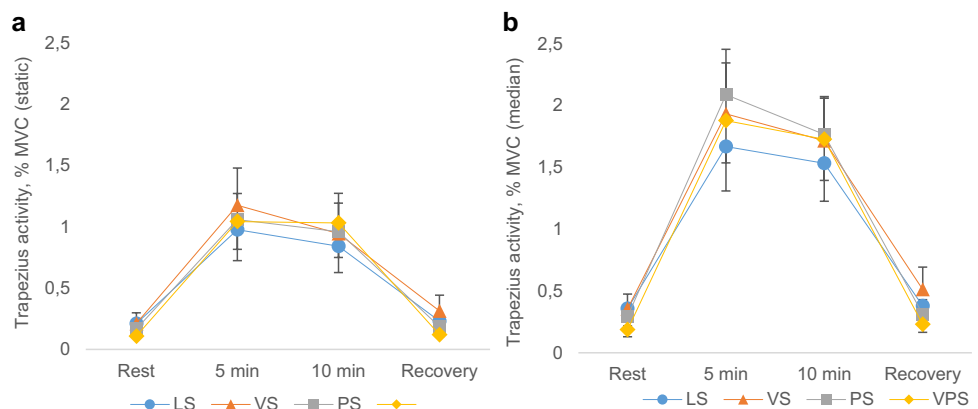 a
Trapezius activity, % MVC (static)
2,5
2
1,5
1
0,5
0
Rest 5 min 10 min Recovery
LS VS PS
b
Trapezius activity, % MVC (median)
2,5
2
1,5
1
0,5
0
Rest 5 min 10 min Recovery
LS VS PS VPS